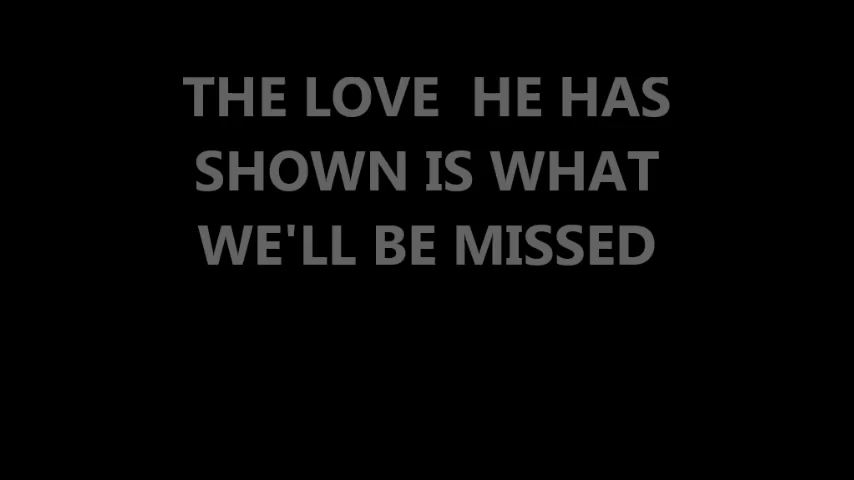 THE LOVE  HE HAS
SHOWN IS WHAT
WE'LL BE MISSED